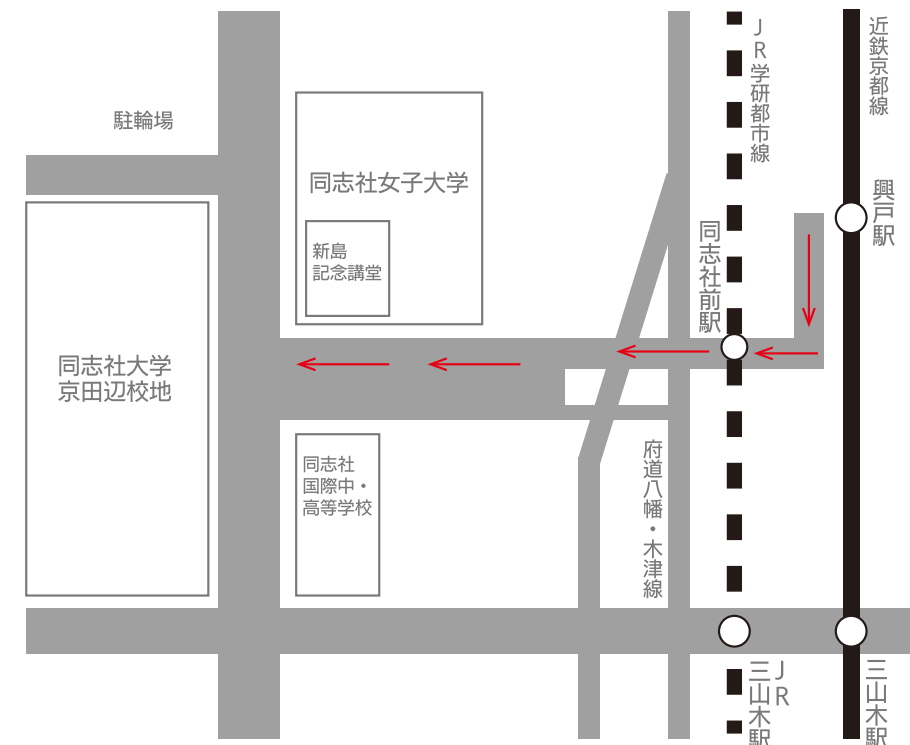 駐輪場
同志社女子大学
新島
記念講堂
同志社大学
京田辺校地
同志社
国際中・
高等学校
府道八幡・木津線
JR学研都市線
近鉄京都線
興戸駅
同志社前駅
JR
三山木駅
三山木駅